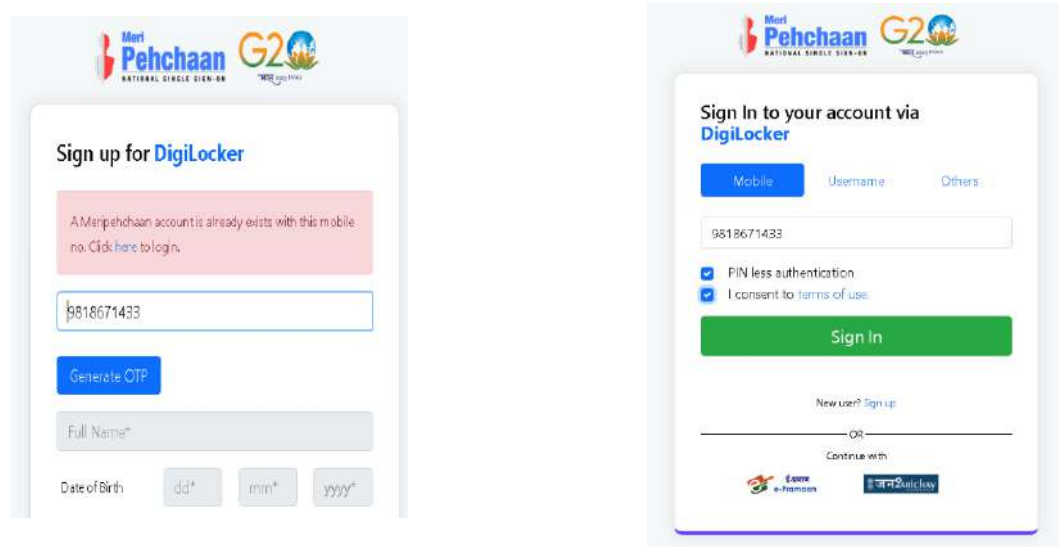 Meri
Pehchaan
NATIONAL SINGLE SIGN-ON
G20
Sign up for DigiLocker
A Meripehchaan account is already exists with this mobile
no. Click here to login.
9818671433
Generate OTP
Full Name*
Date of Birth dd* mm* yyyy*
Meri
Pehchaan
NATIONAL SINGLE SIGN-ON
G20
Sign In to your account via
DigiLocker
Mobile Username Others
9818671433
PIN less authentication
I consent to terms of use.
Sign In
New user? Sign up
OR
Continue with
ई-प्रमाण
e-Pramaan
जन Parichay